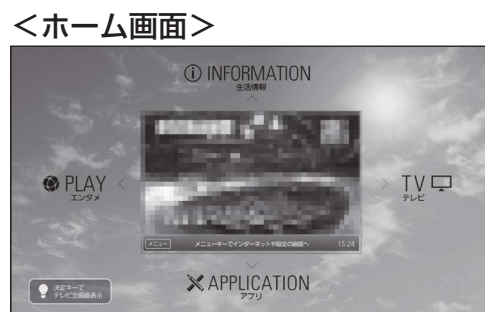 ＜ホーム画面＞
INFORMATION
生活情報
PLAY
エンタメ
TV
テレビ
メニュー メニューキーでインターネットや設定の画面へ 15:24
APPLICATION
アプリ
決定キーで
テレビ全画面表示